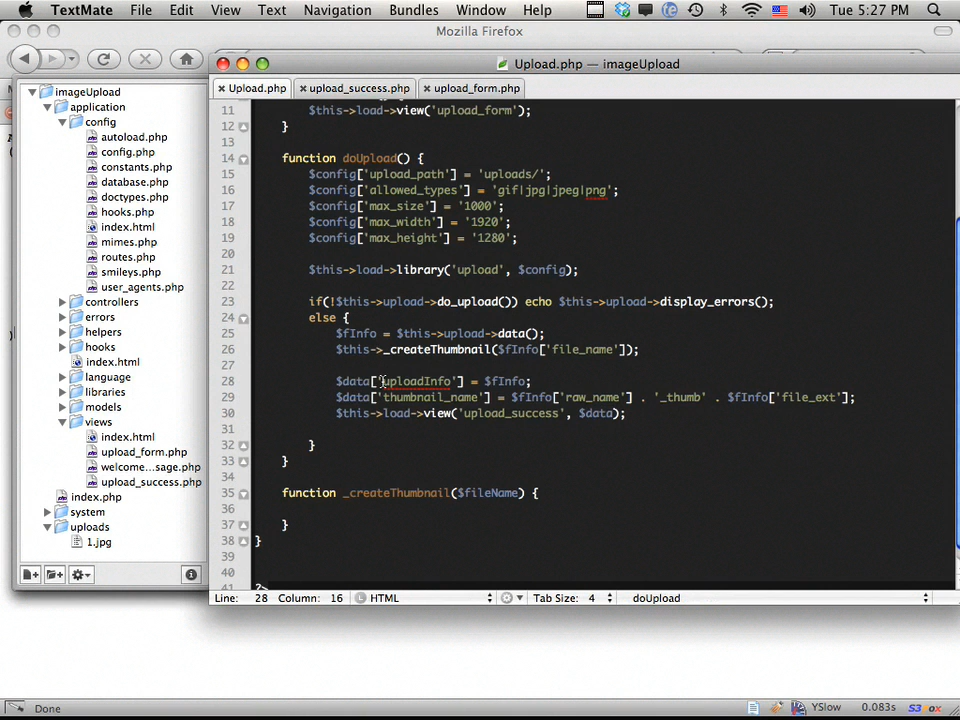 TextMate File Edit View Text Navigation Bundles Window Help Tue 5:27 PM
Mozilla Firefox
Upload.php — imageUpload
Upload.php upload_success.php upload_form.php
imageUpload
application
config
autoload.php
config.php
constants.php
database.php
doctypes.php
hooks.php
index.html
mimes.php
routes.php
smileys.php
user_agents.php
controllers
errors
helpers
hooks
index.html
language
libraries
models
views
index.html
upload_form.php
welcome...sage.php
upload_success.php
index.php
system
uploads
1.jpg
11 $this->load->view('upload_form');
12 }
13
14 function doUpload() {
15 $config['upload_path'] = 'uploads/';
16 $config['allowed_types'] = 'gif|jpg|jpeg|png';
17 $config['max_size'] = '1000';
18 $config['max_width'] = '1920';
19 $config['max_height'] = '1280';
20
21 $this->load->library('upload', $config);
22
23 if(!$this->upload->do_upload()) echo $this->upload->display_errors();
24 else {
25 $fInfo = $this->upload->data();
26 $this->_createThumbnail($fInfo['file_name']);
27
28 $data['uploadInfo'] = $fInfo;
29 $data['thumbnail_name'] = $fInfo['raw_name'] . '_thumb' . $fInfo['file_ext'];
30 $this->load->view('upload_success', $data);
31
32 }
33 }
34
35 function _createThumbnail($fileName) {
36
37 }
38 }
39
40
41 ?>
Line: 28 Column: 16 L HTML Tab Size: 4 doUpload
Done YSlow 0.083s S3Fox